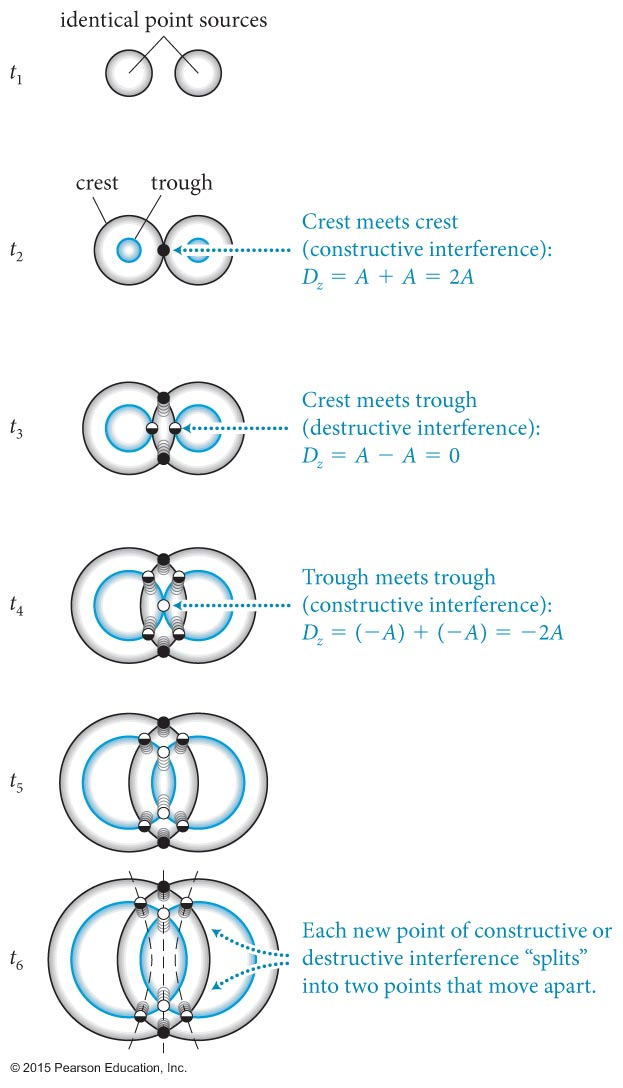 identical point sources
t1
crest trough
t2
Crest meets crest
(constructive interference):
Dz = A + A = 2A
t3
Crest meets trough
(destructive interference):
Dz = A − A = 0
t4
Trough meets trough
(constructive interference):
Dz = (−A) + (−A) = −2A
t5
t6
Each new point of constructive or
destructive interference “splits”
into two points that move apart.
© 2015 Pearson Education, Inc.